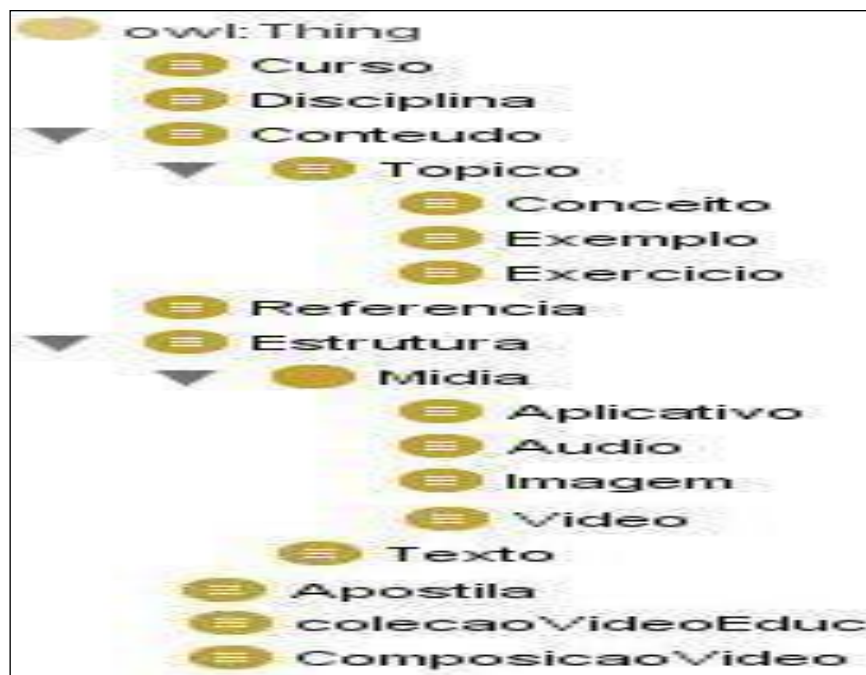 owl:Thing
Curso
Disciplina
Conteudo
Topico
Conceito
Exemplo
Exercicio
Referencia
Estrutura
Midia
Aplicativo
Audio
Imagem
Video
Texto
Apostila
colecaoVideoEduc
ComposicaoVideo